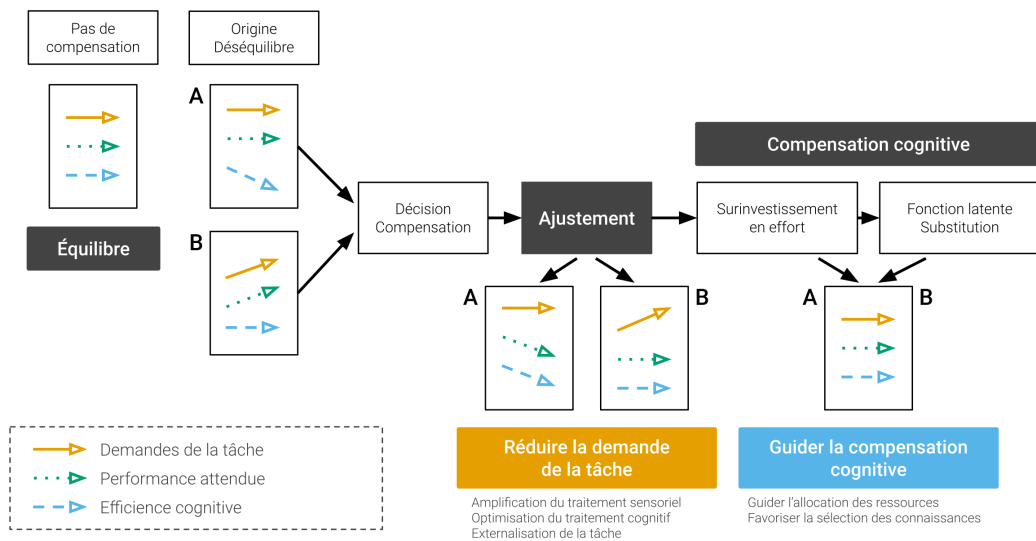 Pas de
compensation
Origine
Déséquilibre
A
B
Équilibre
Décision
Compensation
Ajustement
Compensation cognitive
Surinvestissement
en effort
Fonction latente
Substitution
A
B
A
B
Demandes de la tâche
Performance attendue
Efficience cognitive
Réduire la demande
de la tâche
Amplification du traitement sensoriel
Optimisation du traitement cognitif
Externalisation de la tâche
Guider la compensation
cognitive
Guider l'allocation des ressources
Favoriser la sélection des connaissances